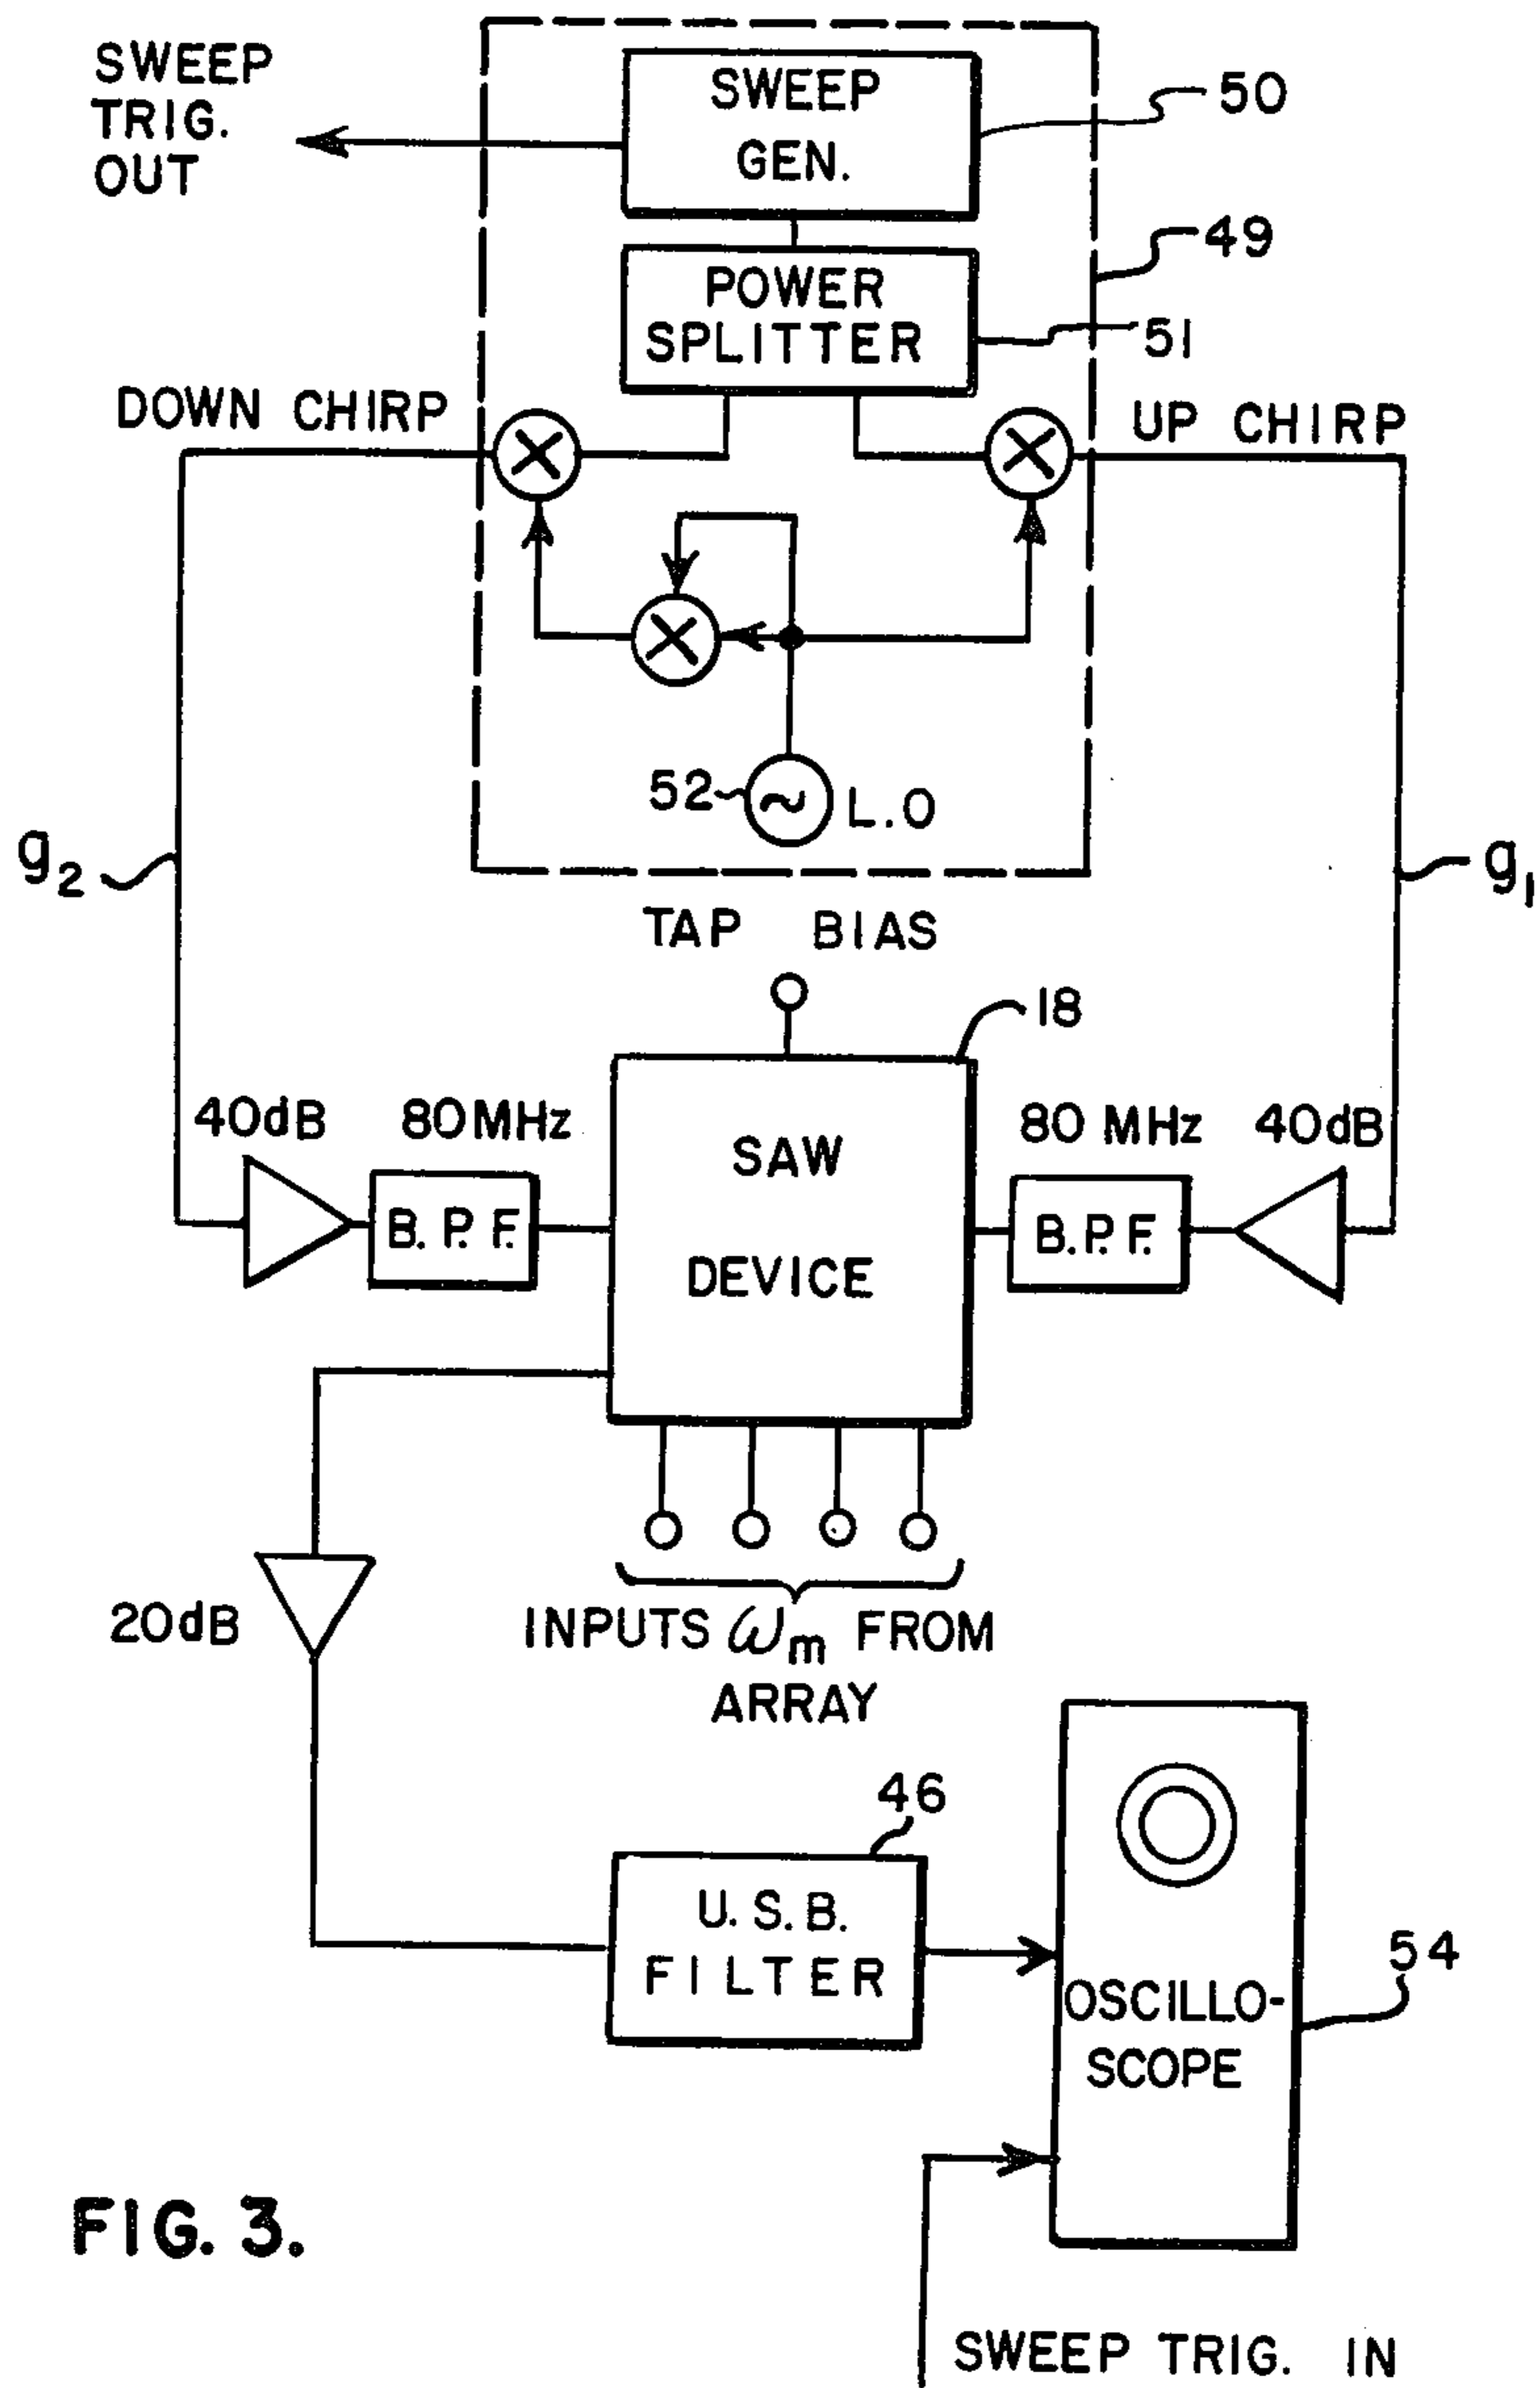 SWEEP
TRIG.
OUT
SWEEP
GEN.
50
49
POWER
SPLITTER
51
DOWN CHIRP
UP CHIRP
52
L.O
g2
g1
TAP BIAS
18
40dB
80MHz
80 MHz
40dB
B.P.F.
SAW
DEVICE
B.P.F.
20dB
INPUTS ωm FROM
ARRAY
46
U.S.B.
FILTER
54
OSCILLO-
SCOPE
FIG. 3.
SWEEP TRIG. IN